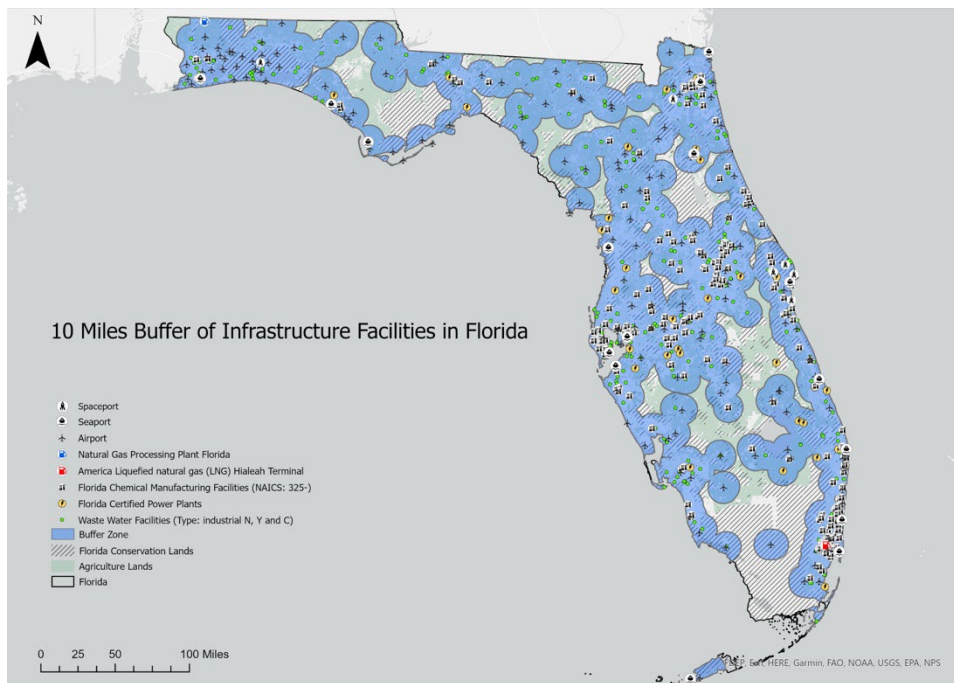 N
10 Miles Buffer of Infrastructure Facilities in Florida
Spaceport
Seaport
Airport
Natural Gas Processing Plant Florida
America Liquefied natural gas (LNG) Hialeah Terminal
Florida Chemical Manufacturing Facilities (NAICS: 325-)
Florida Certified Power Plants
Waste Water Facilities (Type: industrial N, Y and C)
Buffer Zone
Florida Conservation Lands
Agriculture Lands
Florida
0 25 50 100 Miles
FDEP, Esri, HERE, Garmin, FAO, NOAA, USGS, EPA, NPS